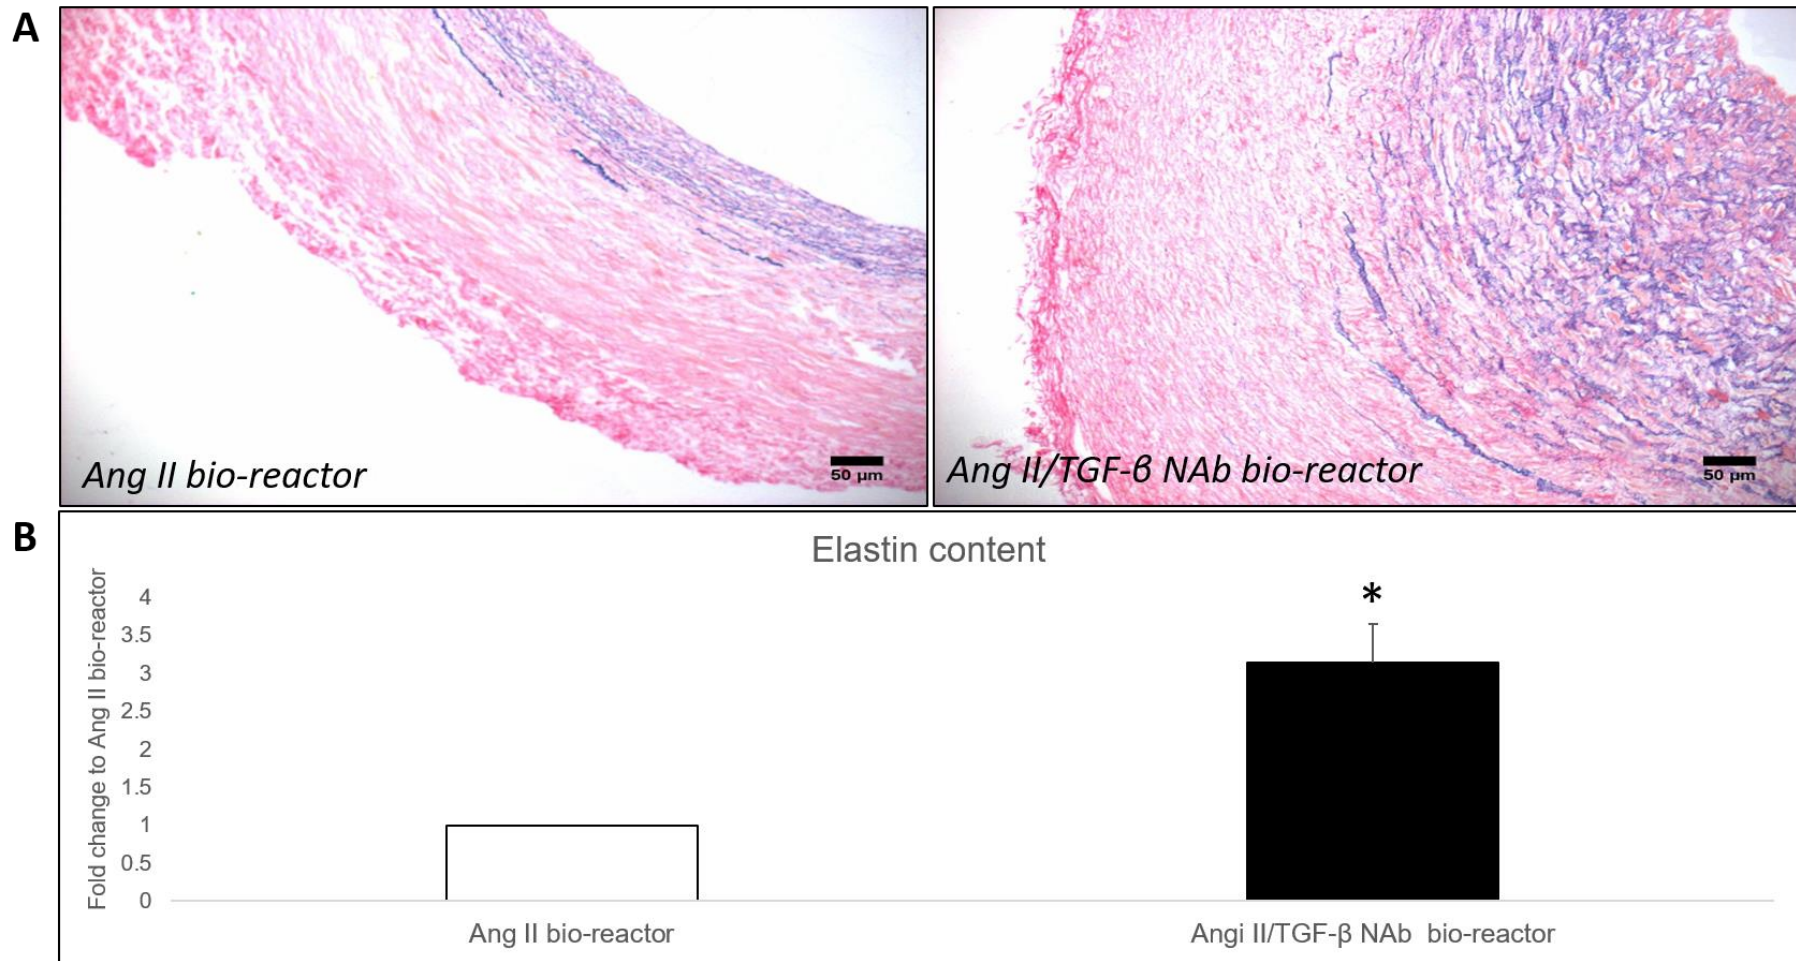 A
Ang II bio-reactor
50 µm
Ang II/TGF-β NAb bio-reactor
50 µm
B
Elastin content
Fold change to Ang II bio-reactor
4
3.5
3
2.5
2
1.5
1
0.5
0
*
Ang II bio-reactor
Angi II/TGF-β NAb bio-reactor